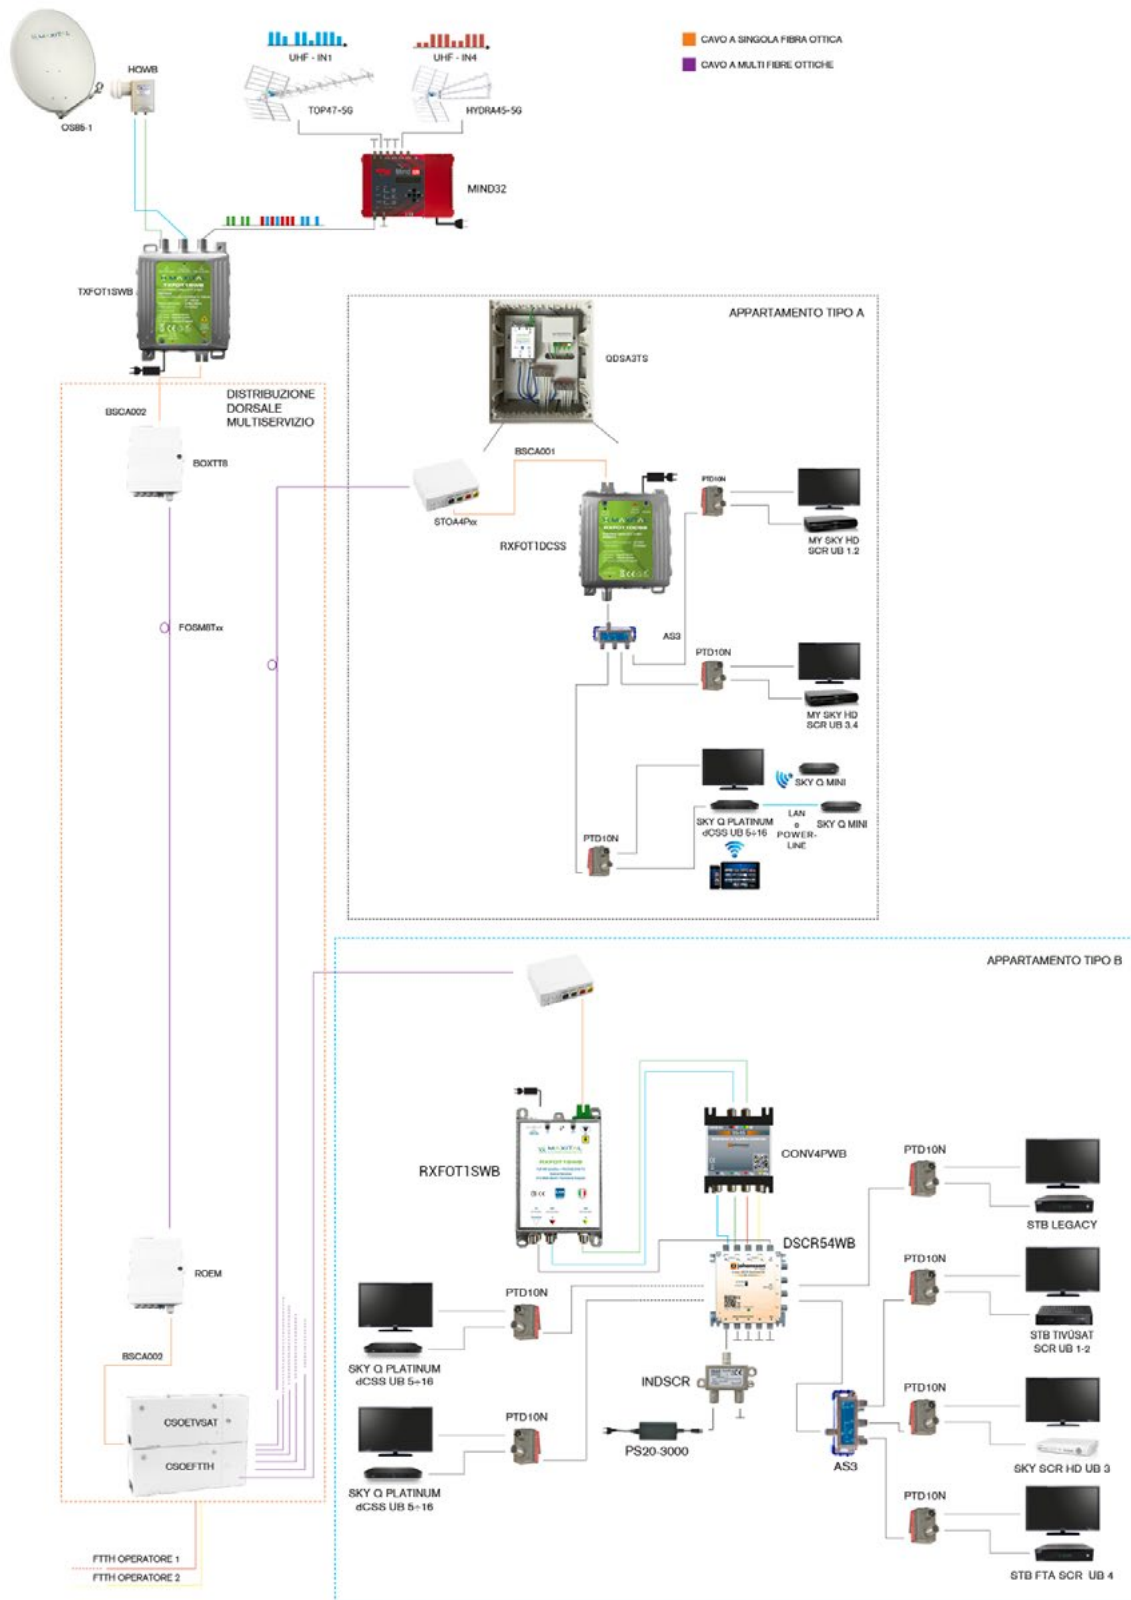 CAVO A SINGOLA FIBRA OTTICA
CAVO A MULTI FIBRE OTTICHE
UHF - IN1
UHF - IN4
HQWB
OS85-1
TOP47-5G
HYDRA45-5G
MIND32
TXFOT1SWB
APPARTAMENTO TIPO A
QDSA3TS
DISTRIBUZIONE
DORSALE
MULTISERVIZIO
BSCA002
BOXTT8
BSCA001
STOA4Pxx
RXFOT1DCSS
PTD10N
MY SKY HD
SCR UB 1.2
AS3
PTD10N
MY SKY HD
SCR UB 3.4
FOSM8Txx
SKY Q MINI
SKY Q PLATINUM
dCSS UB 5÷16
LAN
o
POWER-
LINE
SKY Q MINI
PTD10N
APPARTAMENTO TIPO B
RXFOT1SWB
CONV4PWB
PTD10N
STB LEGACY
DSCR54WB
johansson
ROEM
PTD10N
PTD10N
STB TIVÙSAT
SCR UB 1-2
BSCA002
SKY Q PLATINUM
dCSS UB 5÷16
INDSCR
PTD10N
CSOETVSAT
PTD10N
SKY SCR HD UB 3
CSOEFTTH
PS20-3000
AS3
SKY Q PLATINUM
dCSS UB 5÷16
PTD10N
STB FTA SCR UB 4
FTTH OPERATORE 1
FTTH OPERATORE 2